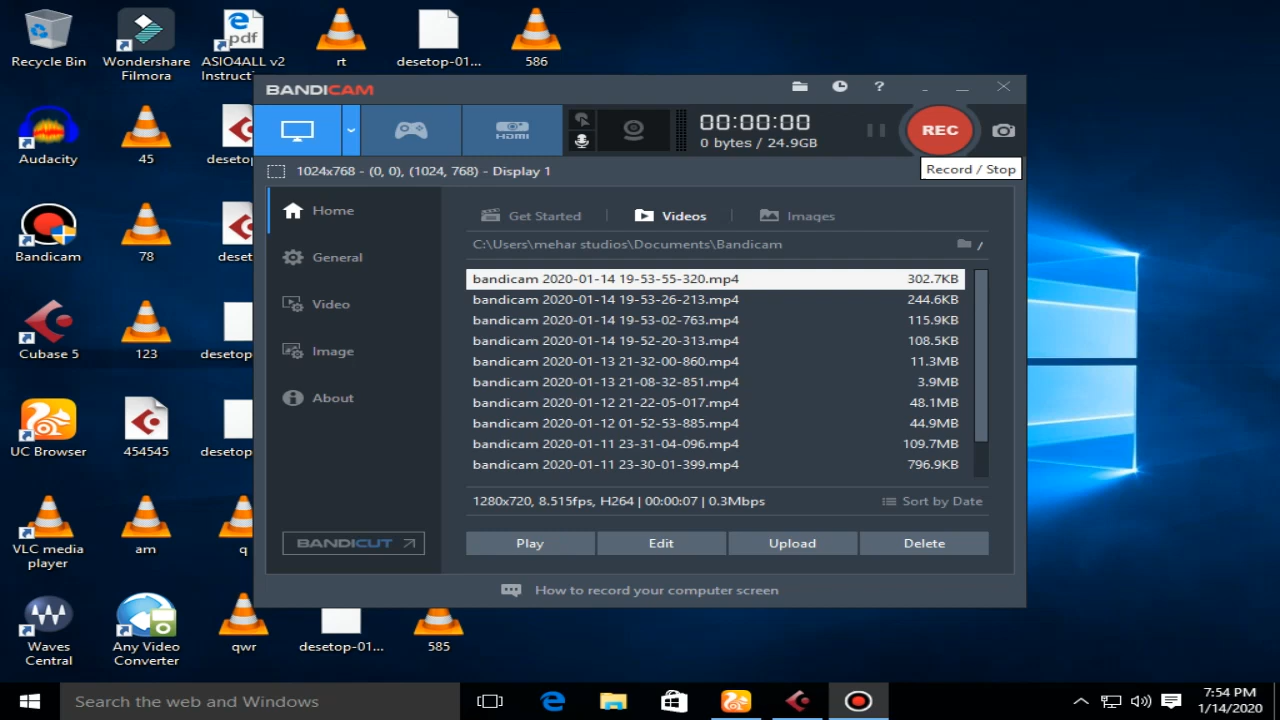 Recycle Bin
Wondershare
Filmora
pdf
ASIO4ALL v2
Instruct...
rt
desetop-01...
586
Audacity
45
deseto
Bandicam
78
deset
Cubase 5
123
desetop
UC Browser
454545
desetop
VLC media
player
am
q
Waves
Central
Any Video
Converter
qwr
desetop-01...
585
BANDICAM
?
HDMI
00:00:00
0 bytes / 24.9GB
REC
Record / Stop
1024x768 - (0, 0), (1024, 768) - Display 1
Home
General
Video
Image
About
BANDICUT
Get Started
Videos
Images
C:\Users\mehar studios\Documents\Bandicam
/
bandicam 2020-01-14 19-53-55-320.mp4 302.7KB
bandicam 2020-01-14 19-53-26-213.mp4 244.6KB
bandicam 2020-01-14 19-53-02-763.mp4 115.9KB
bandicam 2020-01-14 19-52-20-313.mp4 108.5KB
bandicam 2020-01-13 21-32-00-860.mp4 11.3MB
bandicam 2020-01-13 21-08-32-851.mp4 3.9MB
bandicam 2020-01-12 21-22-05-017.mp4 48.1MB
bandicam 2020-01-12 01-52-53-885.mp4 44.9MB
bandicam 2020-01-11 23-31-04-096.mp4 109.7MB
bandicam 2020-01-11 23-30-01-399.mp4 796.9KB
1280x720, 8.515fps, H264 | 00:00:07 | 0.3Mbps
Sort by Date
Play
Edit
Upload
Delete
How to record your computer screen
Search the web and Windows
7:54 PM
1/14/2020